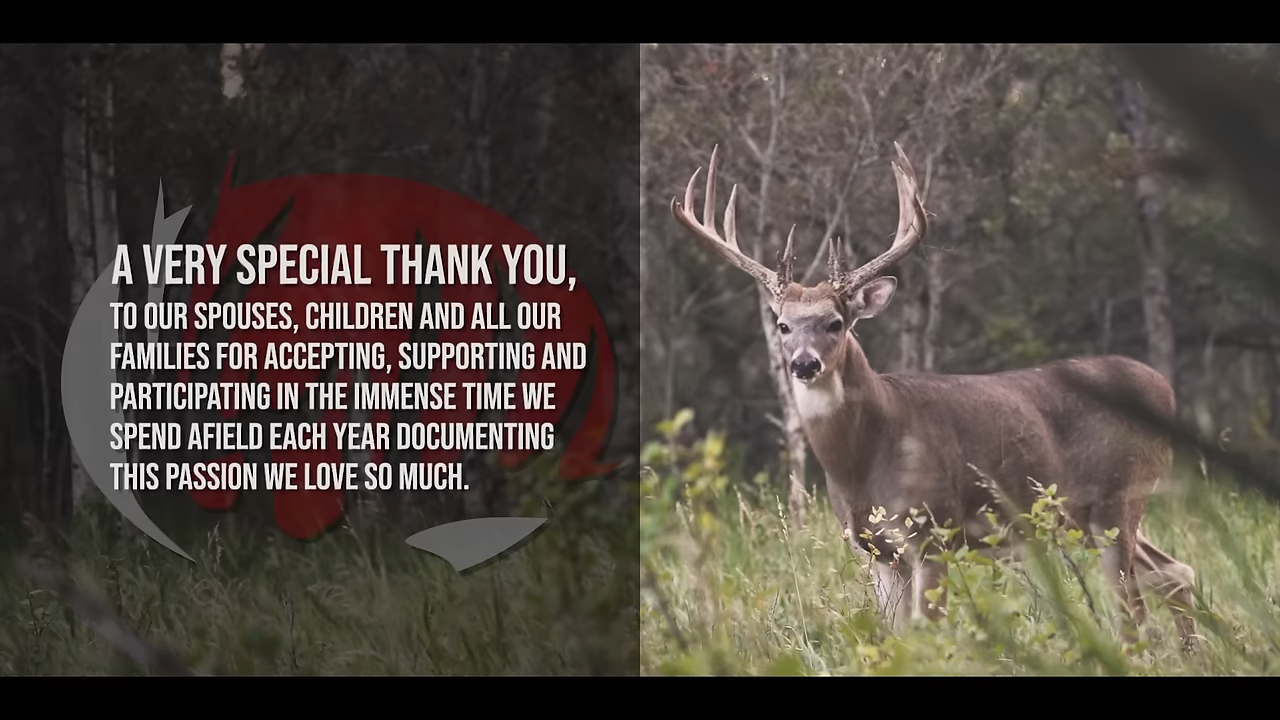 A VERY SPECIAL THANK YOU,
TO OUR SPOUSES, CHILDREN AND ALL OUR
FAMILIES FOR ACCEPTING, SUPPORTING AND
PARTICIPATING IN THE IMMENSE TIME WE
SPEND AFIELD EACH YEAR DOCUMENTING
THIS PASSION WE LOVE SO MUCH.